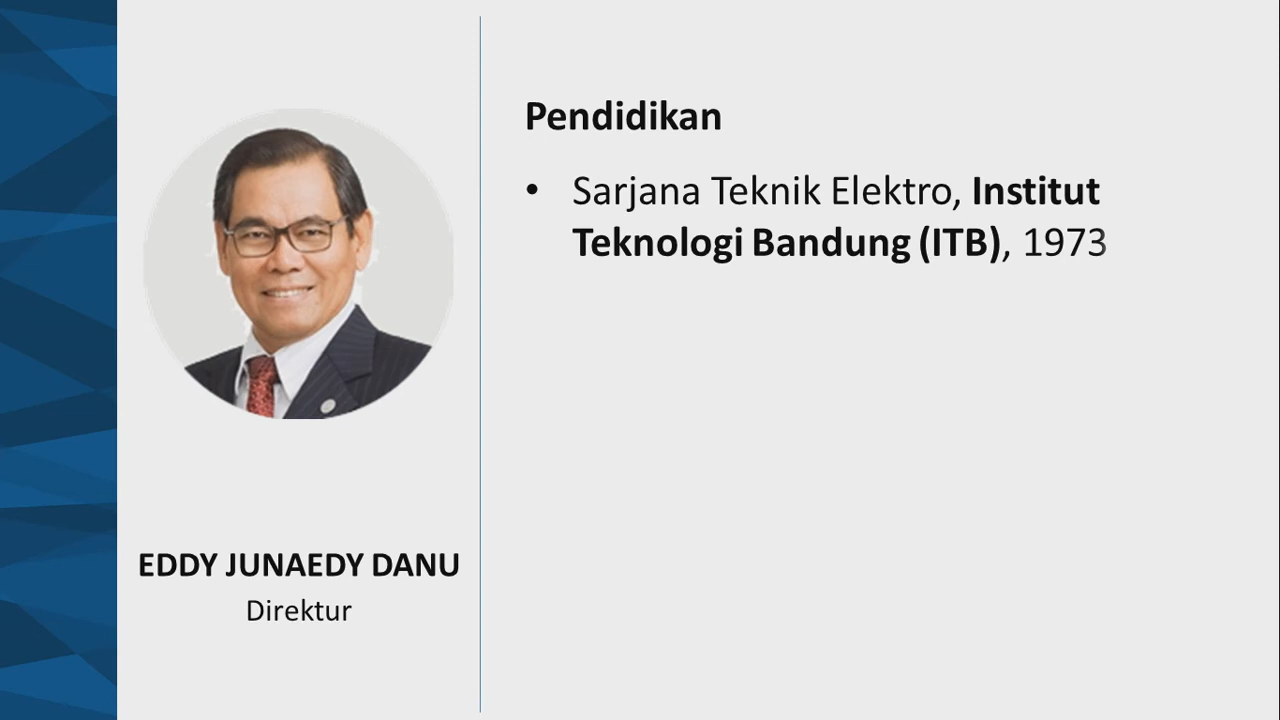 Pendidikan
• Sarjana Teknik Elektro, Institut
Teknologi Bandung (ITB), 1973
EDDY JUNAEDY DANU
Direktur